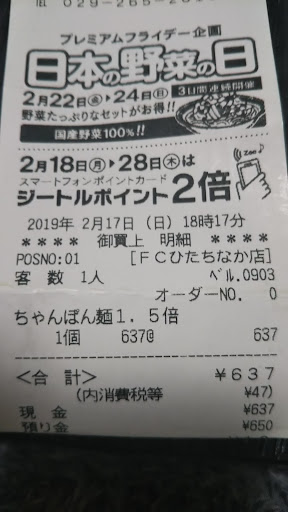 029-265-28
プレミアムフライデー企画
日本の野菜の日
2月22日㊎→24日㊐ 3日間連続開催
野菜たっぷりなセットがお得!!
国産野菜100%!!
2月18日㊊→28日㊍は
スマートフォンポイントカード
ジートルポイント2倍
2019年 2月17日(日)18時17分
**** 御買上 明細 ****
POSNO:01 [FCひたちなか店]
客 数 1人 ベル.0903
オーダーNO. 0
ちゃんぽん麺1.5倍
1個 637@ 637
<合 計> ¥637
(内消費税等 ¥47)
現 金 ¥637
預り金 ¥650